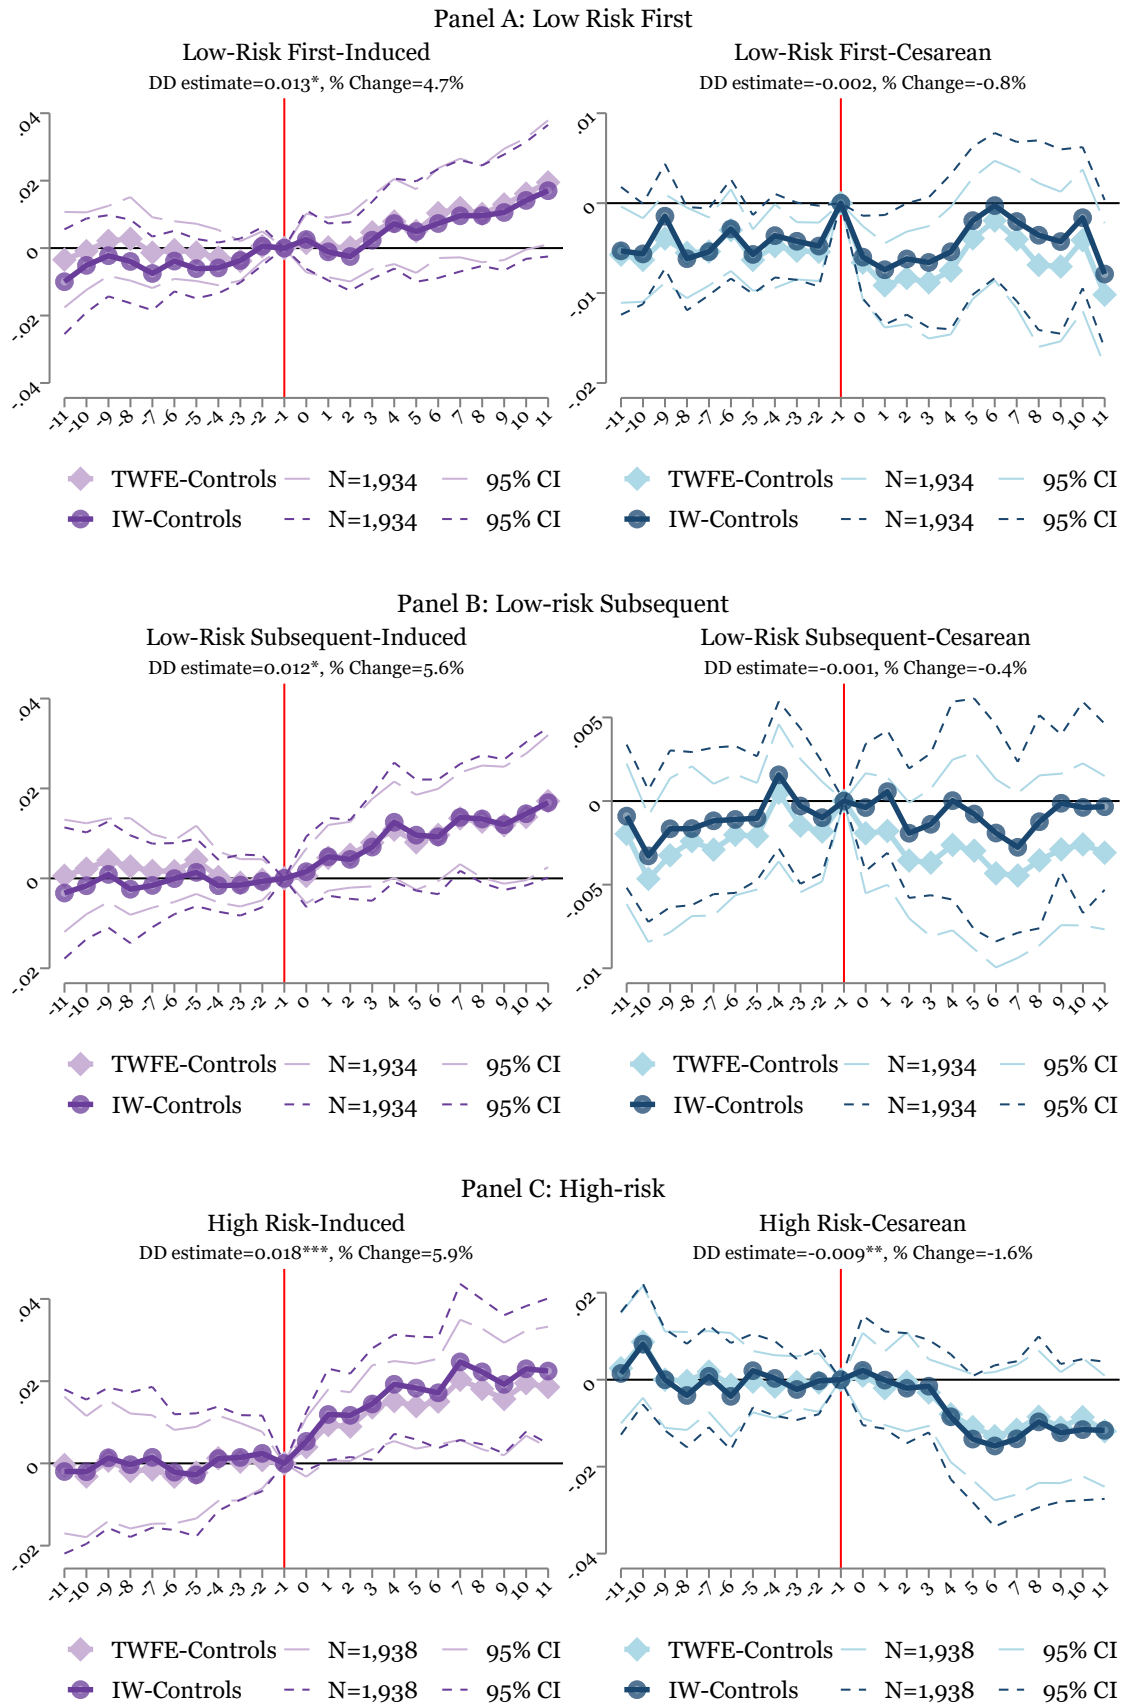 Panel A: Low Risk First
Low-Risk First-Induced
DD estimate=0.013*, % Change=4.7%
.04
.02
0
-.02
-.04
-11 -10 -9 -8 -7 -6 -5 -4 -3 -2 -1 0 1 2 3 4 5 6 7 8 9 10 11
TWFE-Controls N=1,934 95% CI
IW-Controls N=1,934 95% CI
Low-Risk First-Cesarean
DD estimate=-0.002, % Change=-0.8%
.01
0
-.01
-.02
-11 -10 -9 -8 -7 -6 -5 -4 -3 -2 -1 0 1 2 3 4 5 6 7 8 9 10 11
TWFE-Controls N=1,934 95% CI
IW-Controls N=1,934 95% CI
Panel B: Low-risk Subsequent
Low-Risk Subsequent-Induced
DD estimate=0.012*, % Change=5.6%
.04
.02
0
-.02
-11 -10 -9 -8 -7 -6 -5 -4 -3 -2 -1 0 1 2 3 4 5 6 7 8 9 10 11
TWFE-Controls N=1,934 95% CI
IW-Controls N=1,934 95% CI
Low-Risk Subsequent-Cesarean
DD estimate=-0.001, % Change=-0.4%
.005
0
-.005
-.01
-11 -10 -9 -8 -7 -6 -5 -4 -3 -2 -1 0 1 2 3 4 5 6 7 8 9 10 11
TWFE-Controls N=1,934 95% CI
IW-Controls N=1,934 95% CI
Panel C: High-risk
High Risk-Induced
DD estimate=0.018***, % Change=5.9%
.04
.02
0
-.02
-11 -10 -9 -8 -7 -6 -5 -4 -3 -2 -1 0 1 2 3 4 5 6 7 8 9 10 11
TWFE-Controls N=1,938 95% CI
IW-Controls N=1,938 95% CI
High Risk-Cesarean
DD estimate=-0.009**, % Change=-1.6%
.02
0
-.02
-.04
-11 -10 -9 -8 -7 -6 -5 -4 -3 -2 -1 0 1 2 3 4 5 6 7 8 9 10 11
TWFE-Controls N=1,938 95% CI
IW-Controls N=1,938 95% CI